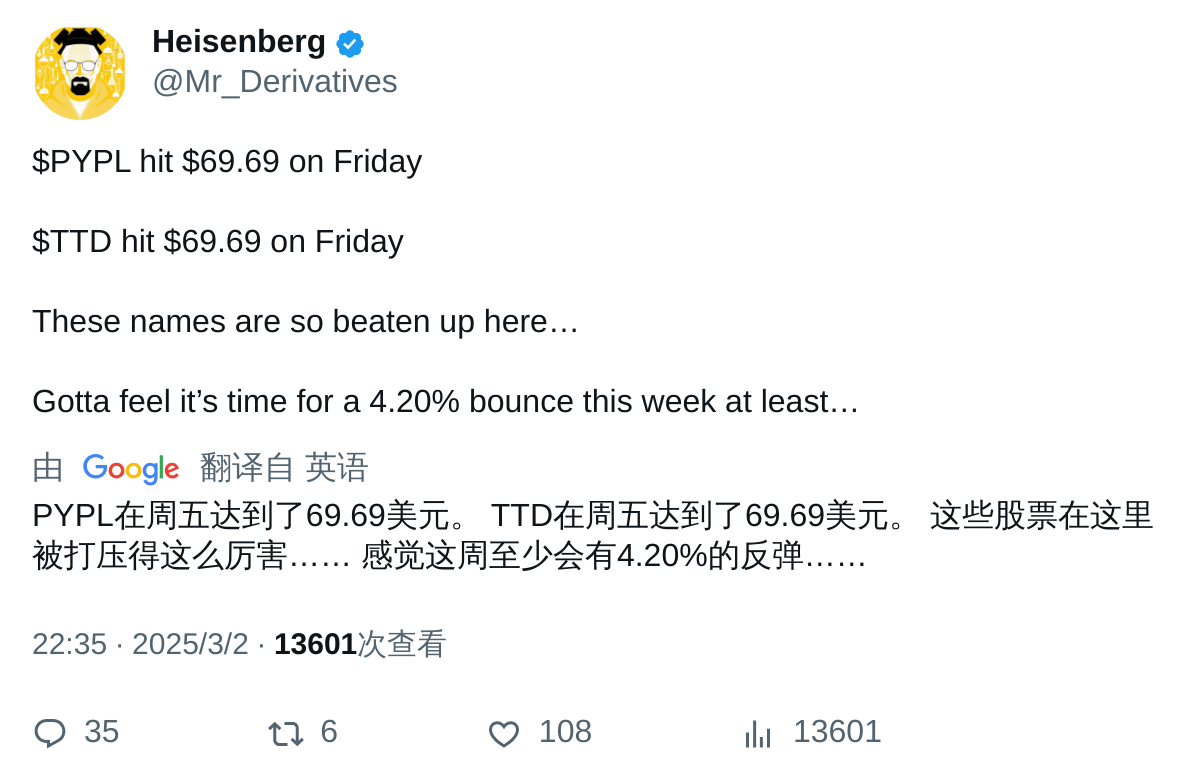 Heisenberg
@Mr_Derivatives
$PYPL hit $69.69 on Friday
$TTD hit $69.69 on Friday
These names are so beaten up here…
Gotta feel it’s time for a 4.20% bounce this week at least…
由 Google 翻译自 英语
PYPL在周五达到了69.69美元。 TTD在周五达到了69.69美元。 这些股票在这里
被打压得这么厉害…… 感觉这周至少会有4.20%的反弹……
22:35 · 2025/3/2 · 13601次查看
35 6 108 13601